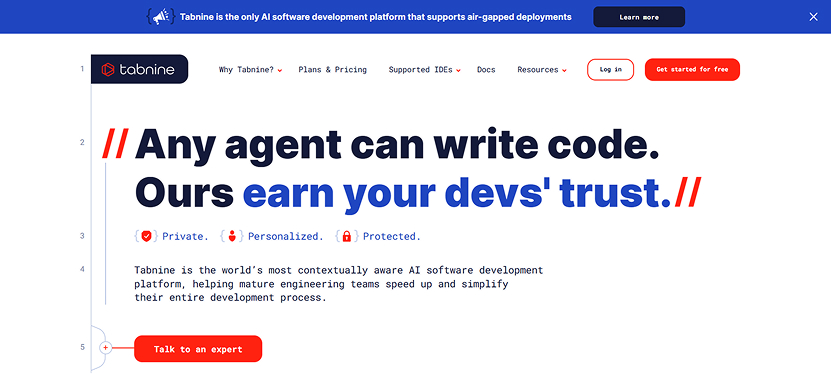 Tabnine is the only AI software development platform that supports air-gapped deployments Learn more
1 tabnine Why Tabnine? Plans & Pricing Supported IDEs Docs Resources Log in Get started for free
2 // Any agent can write code.
Ours earn your devs' trust. //
3 {} Private. {} Personalized. {} Protected.
4 Tabnine is the world’s most contextually aware AI software development
platform, helping mature engineering teams speed up and simplify
their entire development process.
5 + Talk to an expert